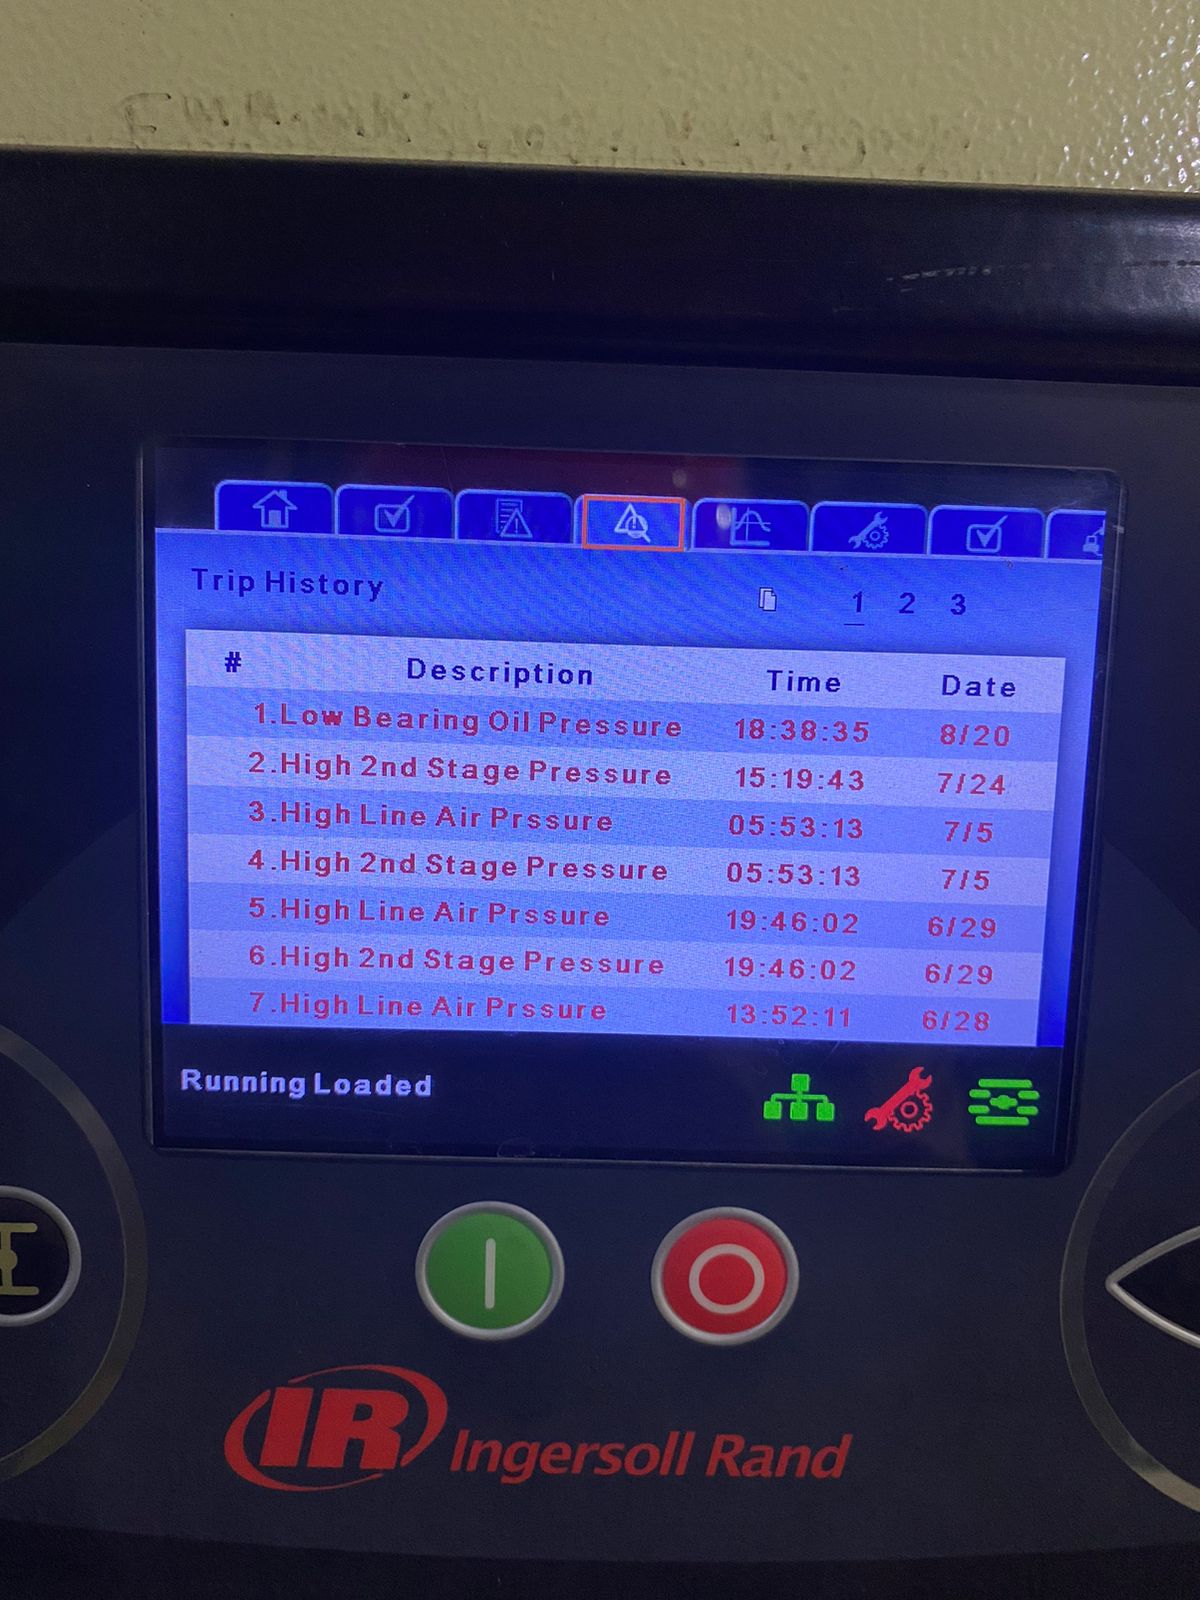 Trip History 1 2 3
# Description Time Date
1.Low Bearing Oil Pressure 18:38:35 8/20
2.High 2nd Stage Pressure 15:19:43 7/24
3.High Line Air Prssure 05:53:13 7/5
4.High 2nd Stage Pressure 05:53:13 7/5
5.High Line Air Prssure 19:46:02 6/29
6.High 2nd Stage Pressure 19:46:02 6/29
7.High Line Air Prssure 13:52:11 6/28
Running Loaded
IR Ingersoll Rand